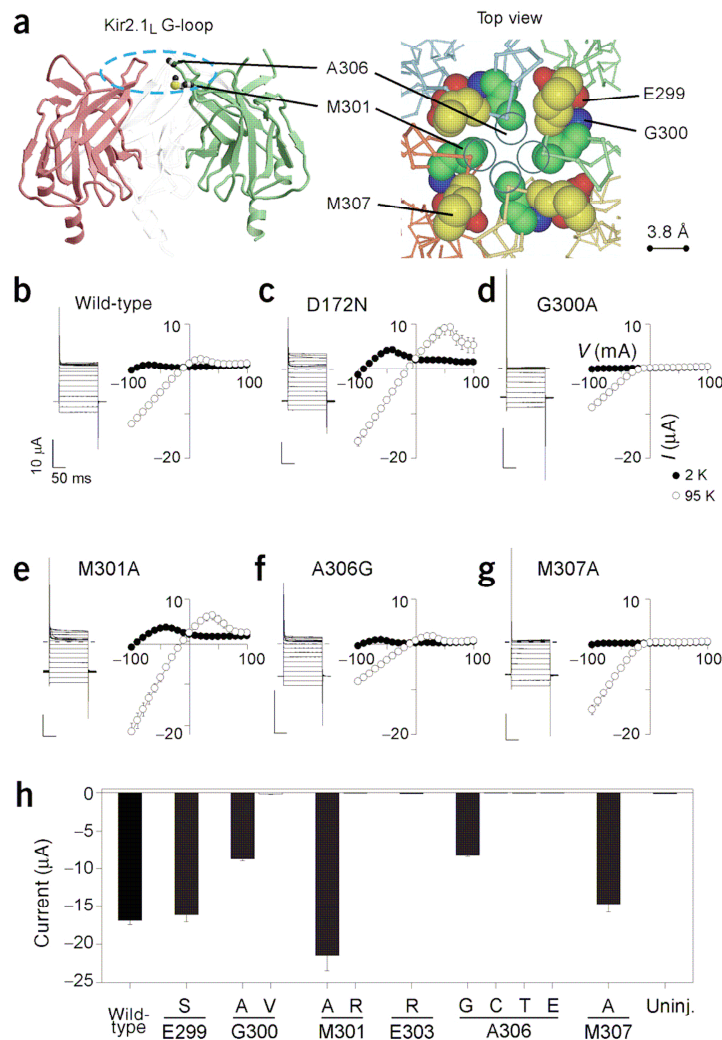 a
Kir2.1L G-loop
Top view
A306
M301
M307
E299
G300
3.8 Å
b
Wild-type
c
D172N
d
G300A
10
−100
100
−20
10
−100
100
−20
10
V (mA)
−100
100
−20
I (μA)
10 μA
50 ms
2 K
95 K
e
M301A
f
A306G
g
M307A
10
−100
100
−20
10
−100
100
−20
10
−100
100
−20
h
Current (μA)
0
−5
−10
−15
−20
−25
S A V A R R G C T E A
Wild-type E299 G300 M301 E303 A306 M307 Uninj.